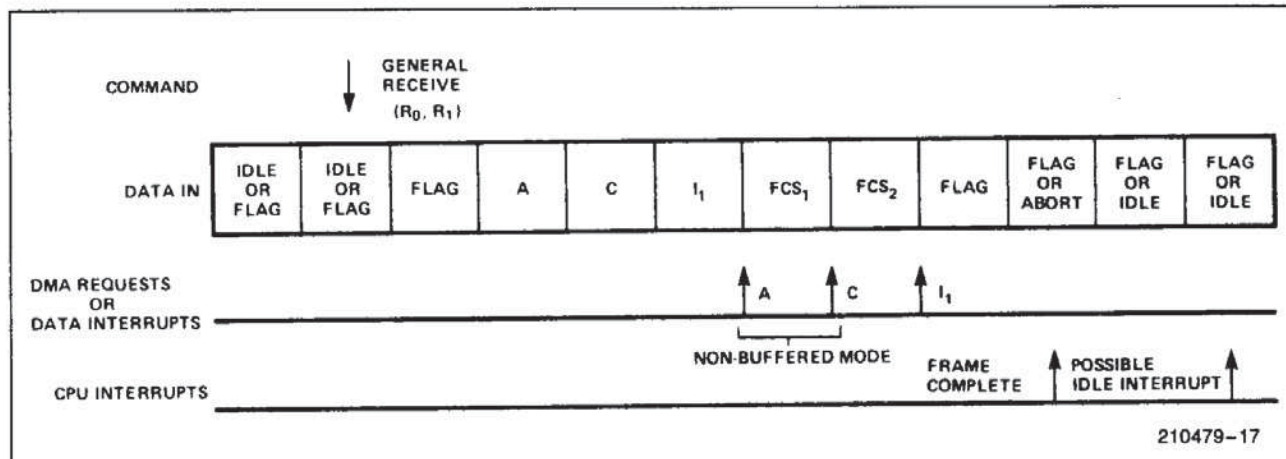 COMMAND
GENERAL
RECEIVE
(R0, R1)
DATA IN
IDLE
OR
FLAG
IDLE
OR
FLAG
FLAG
A
C
I1
FCS1
FCS2
FLAG
FLAG
OR
ABORT
FLAG
OR
IDLE
FLAG
OR
IDLE
DMA REQUESTS
OR
DATA INTERRUPTS
A
C
I1
NON-BUFFERED MODE
CPU INTERRUPTS
FRAME
COMPLETE
POSSIBLE
IDLE INTERRUPT
210479-17